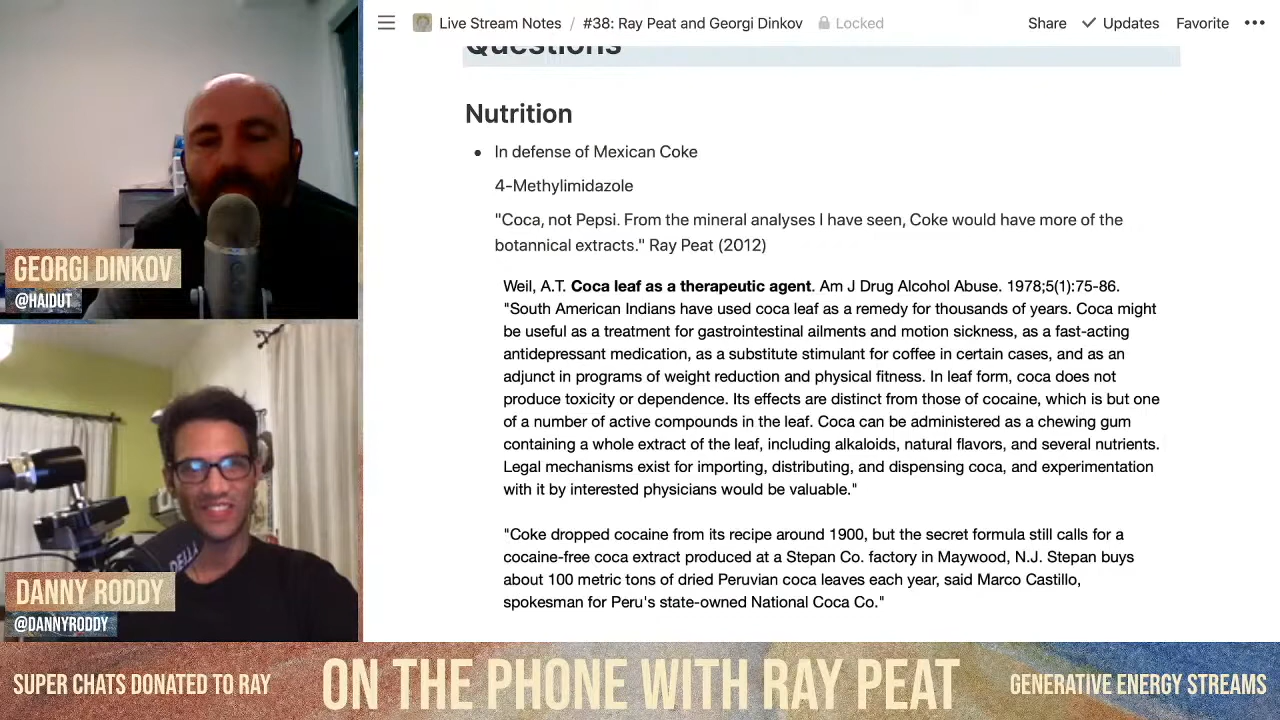 Live Stream Notes / #38: Ray Peat and Georgi Dinkov Locked Share Updates Favorite
Questions
Nutrition
In defense of Mexican Coke
4-Methylimidazole
"Coca, not Pepsi. From the mineral analyses I have seen, Coke would have more of the
botannical extracts." Ray Peat (2012)
Weil, A.T. Coca leaf as a therapeutic agent. Am J Drug Alcohol Abuse. 1978;5(1):75-86.
"South American Indians have used coca leaf as a remedy for thousands of years. Coca might
be useful as a treatment for gastrointestinal ailments and motion sickness, as a fast-acting
antidepressant medication, as a substitute stimulant for coffee in certain cases, and as an
adjunct in programs of weight reduction and physical fitness. In leaf form, coca does not
produce toxicity or dependence. Its effects are distinct from those of cocaine, which is but one
of a number of active compounds in the leaf. Coca can be administered as a chewing gum
containing a whole extract of the leaf, including alkaloids, natural flavors, and several nutrients.
Legal mechanisms exist for importing, distributing, and dispensing coca, and experimentation
with it by interested physicians would be valuable."
"Coke dropped cocaine from its recipe around 1900, but the secret formula still calls for a
cocaine-free coca extract produced at a Stepan Co. factory in Maywood, N.J. Stepan buys
about 100 metric tons of dried Peruvian coca leaves each year, said Marco Castillo,
spokesman for Peru's state-owned National Coca Co."
GEORGI DINKOV
@HAIDUT
DELLA
DANNY RODDY
@DANNYRODDY
SUPER CHATS DONATED TO RAY
ON THE PHONE WITH RAY PEAT
GENERATIVE ENERGY STREAMS